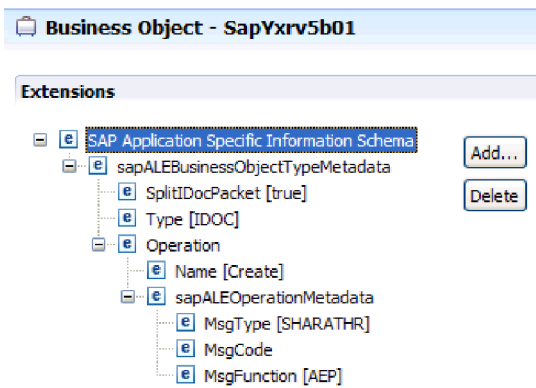 Business Object - SapYxrv5b01
Extensions
SAP Application Specific Information Schema
Add...
sapALEBusinessObjectTypeMetadata
SplitIDocPacket [true]
Delete
Type [IDOC]
Operation
Name [Create]
sapALEOperationMetadata
MsgType [SHARATHR]
MsgCode
MsgFunction [AEP]